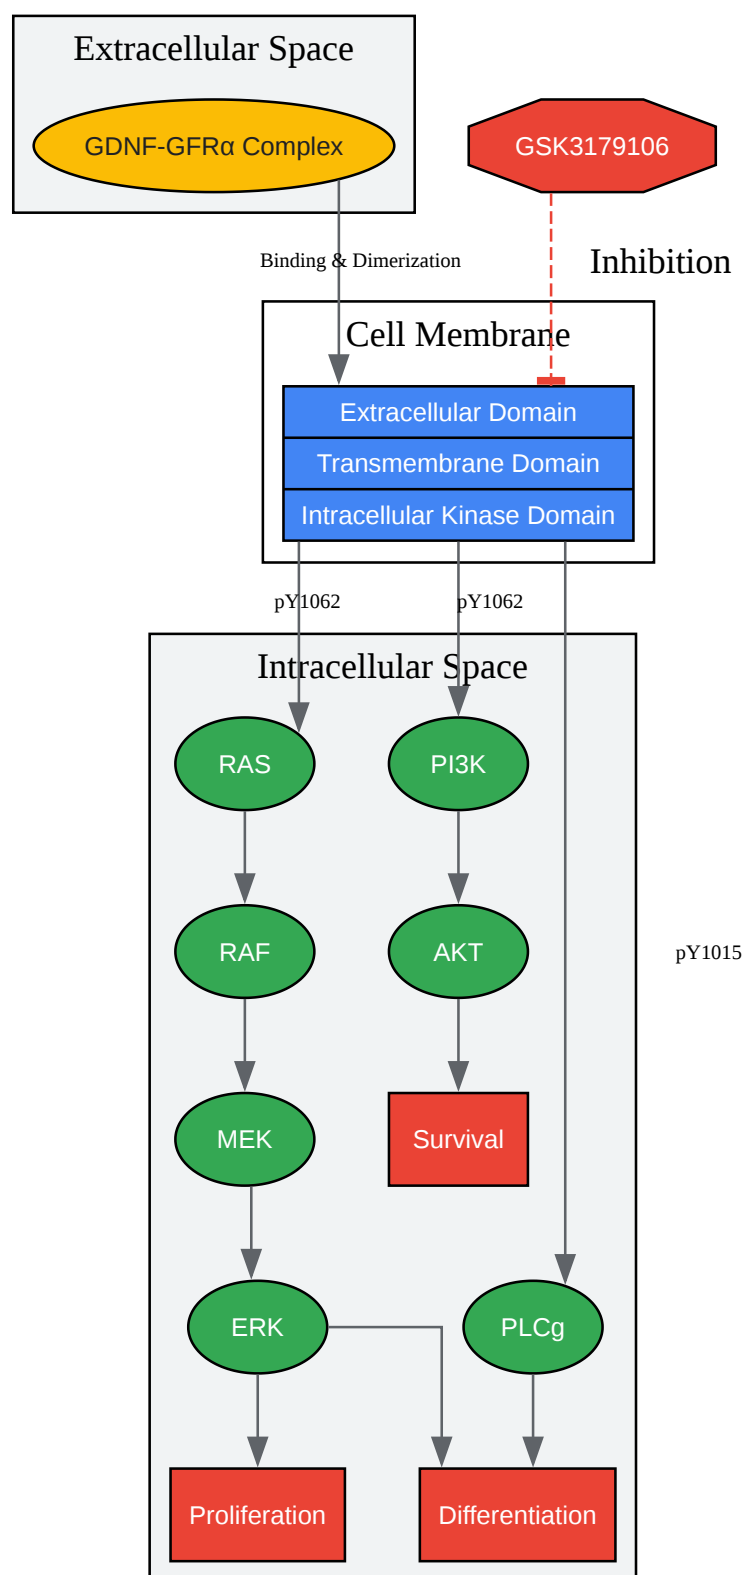 Extracellular Space
GDNF-GFRα Complex
GSK3179106
Binding & Dimerization
Inhibition
Cell Membrane
Extracellular Domain
Transmembrane Domain
Intracellular Kinase Domain
pY1062
pY1062
Intracellular Space
RAS
PI3K
RAF
AKT
pY1015
MEK
Survival
ERK
PLCg
Proliferation
Differentiation